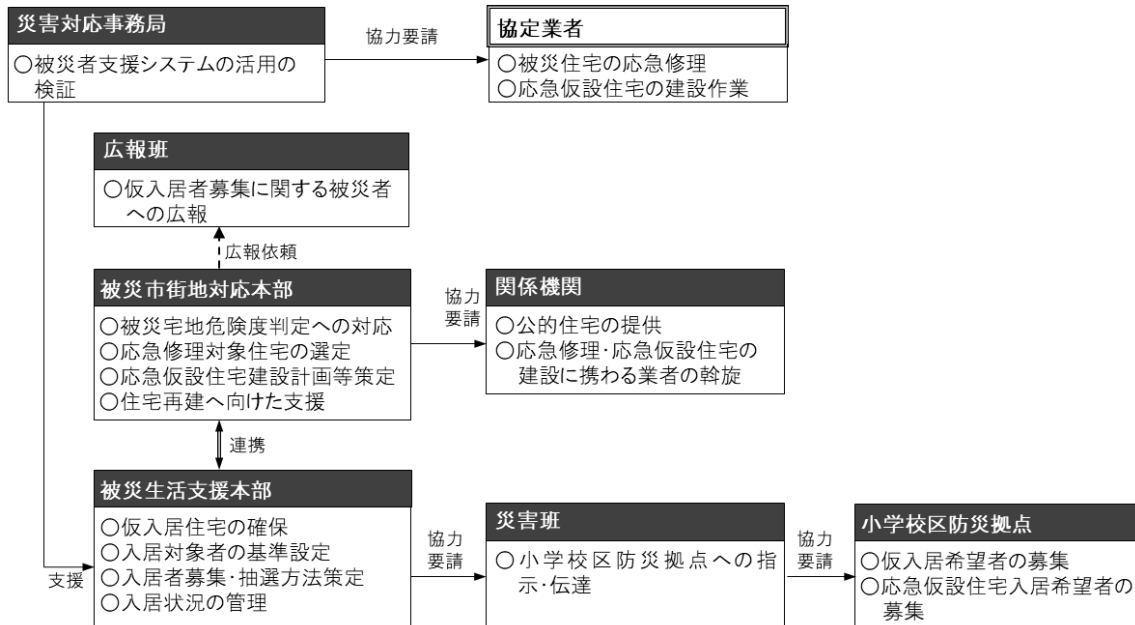 災害対応事務局
○被災者支援システムの活用の
検証
協力要請
協定業者
○被災住宅の応急修理
○応急仮設住宅の建設作業
広報班
○仮入居者募集に関する被災者
への広報
広報依頼
被災市街地対応本部
○被災宅地危険度判定への対応
○応急修理対象住宅の選定
○応急仮設住宅建設計画等策定
○住宅再建へ向けた支援
協力
要請
関係機関
○公的住宅の提供
○応急修理・応急仮設住宅の
建設に携わる業者の斡旋
連携
被災生活支援本部
○仮入居住宅の確保
○入居対象者の基準設定
○入居者募集・抽選方法策定
○入居状況の管理
支援
協力
要請
災害班
○小学校区防災拠点への指
示・伝達
協力
要請
小学校区防災拠点
○仮入居希望者の募集
○応急仮設住宅入居希望者の
募集